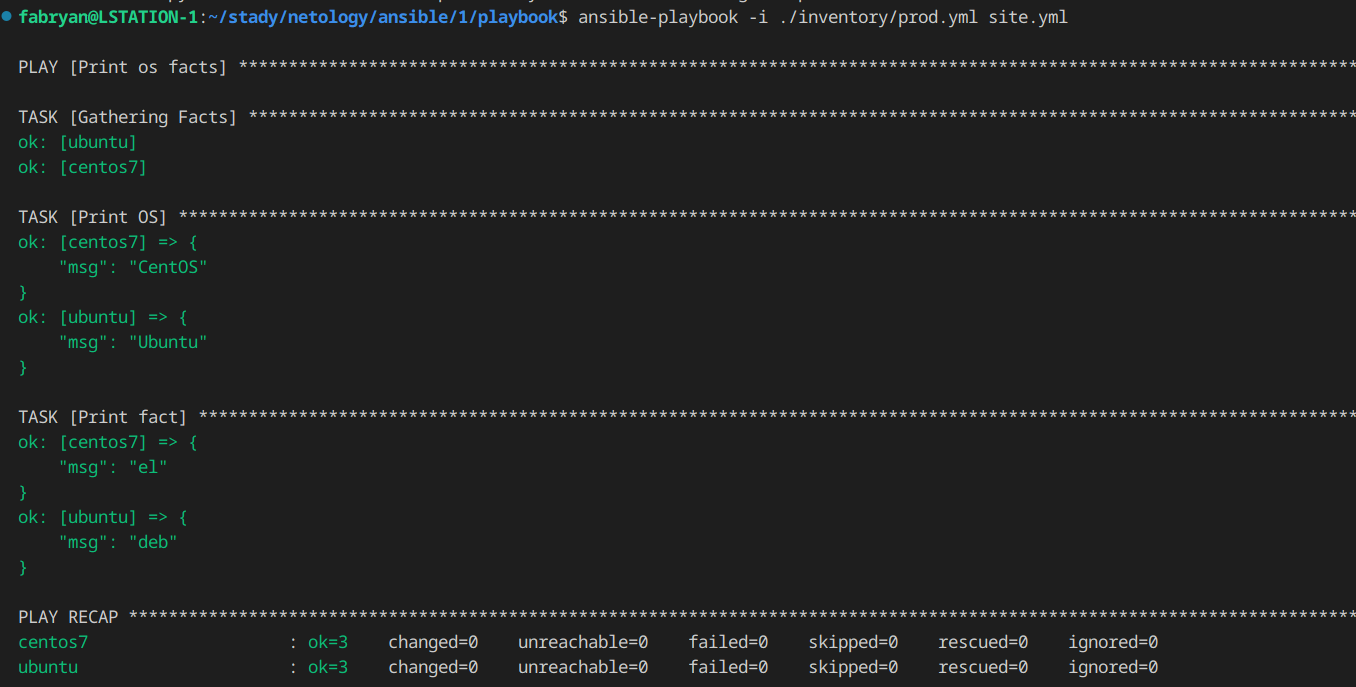 fabryan@LSTATION-1:~/stady/netology/ansible/1/playbook$ ansible-playbook -i ./inventory/prod.yml site.yml
PLAY [Print os facts] ****************************************************************************************************************
TASK [Gathering Facts] ***************************************************************************************************************
ok: [ubuntu]
ok: [centos7]
TASK [Print OS] **********************************************************************************************************************
ok: [centos7] => {
    "msg": "CentOS"
}
ok: [ubuntu] => {
    "msg": "Ubuntu"
}
TASK [Print fact] ********************************************************************************************************************
ok: [centos7] => {
    "msg": "el"
}
ok: [ubuntu] => {
    "msg": "deb"
}
PLAY RECAP ***************************************************************************************************************************
centos7                    : ok=3    changed=0    unreachable=0    failed=0    skipped=0    rescued=0    ignored=0
ubuntu                     : ok=3    changed=0    unreachable=0    failed=0    skipped=0    rescued=0    ignored=0